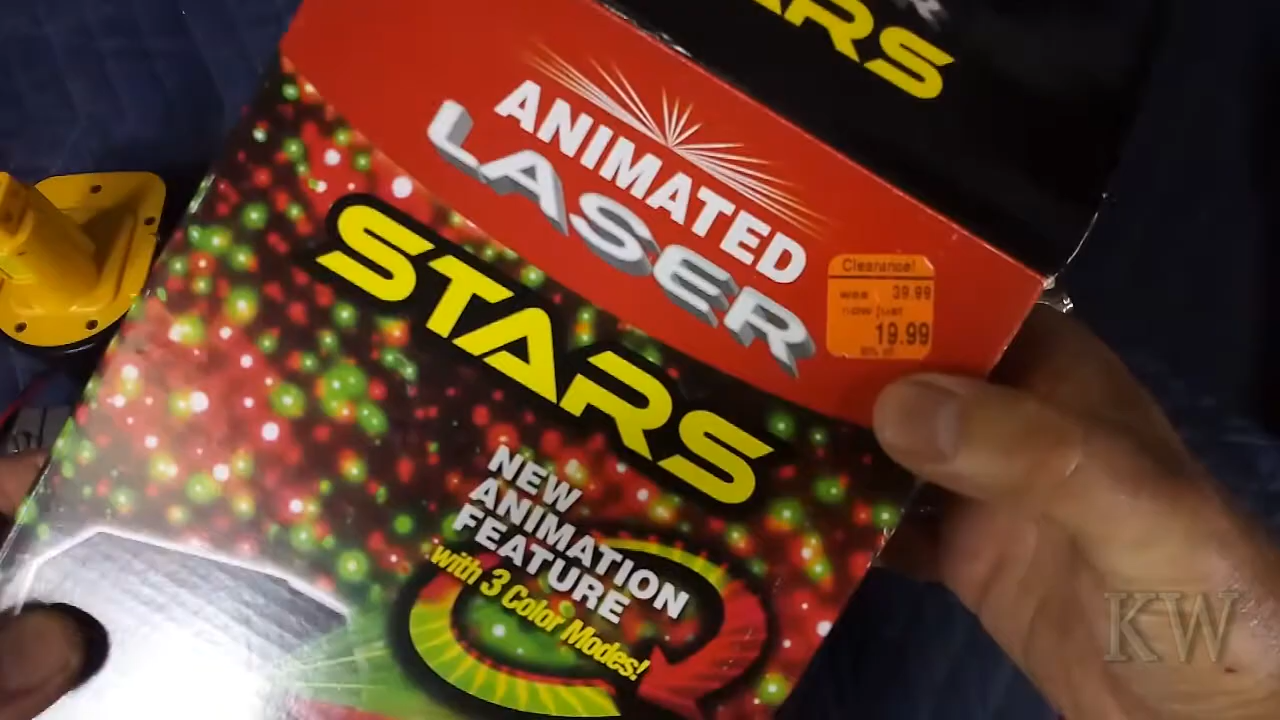 ARS
ANIMATED
LASER
STARS
Clearance!
was 39.99
now just
19.99
NEW
ANIMATION
FEATURE
with 3 Color Modes!
KW